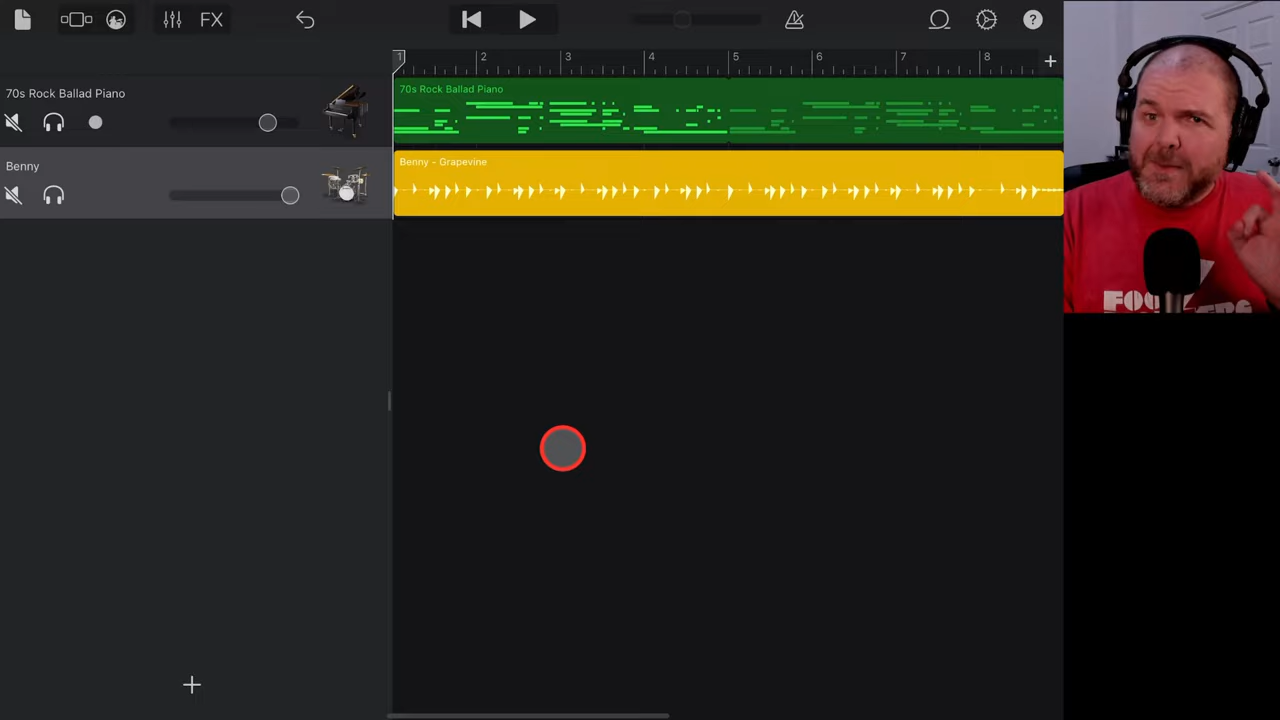 FX
?
1 2 3 4 5 6 7 8 +
70s Rock Ballad Piano
70s Rock Ballad Piano
Benny
Benny - Grapevine
+